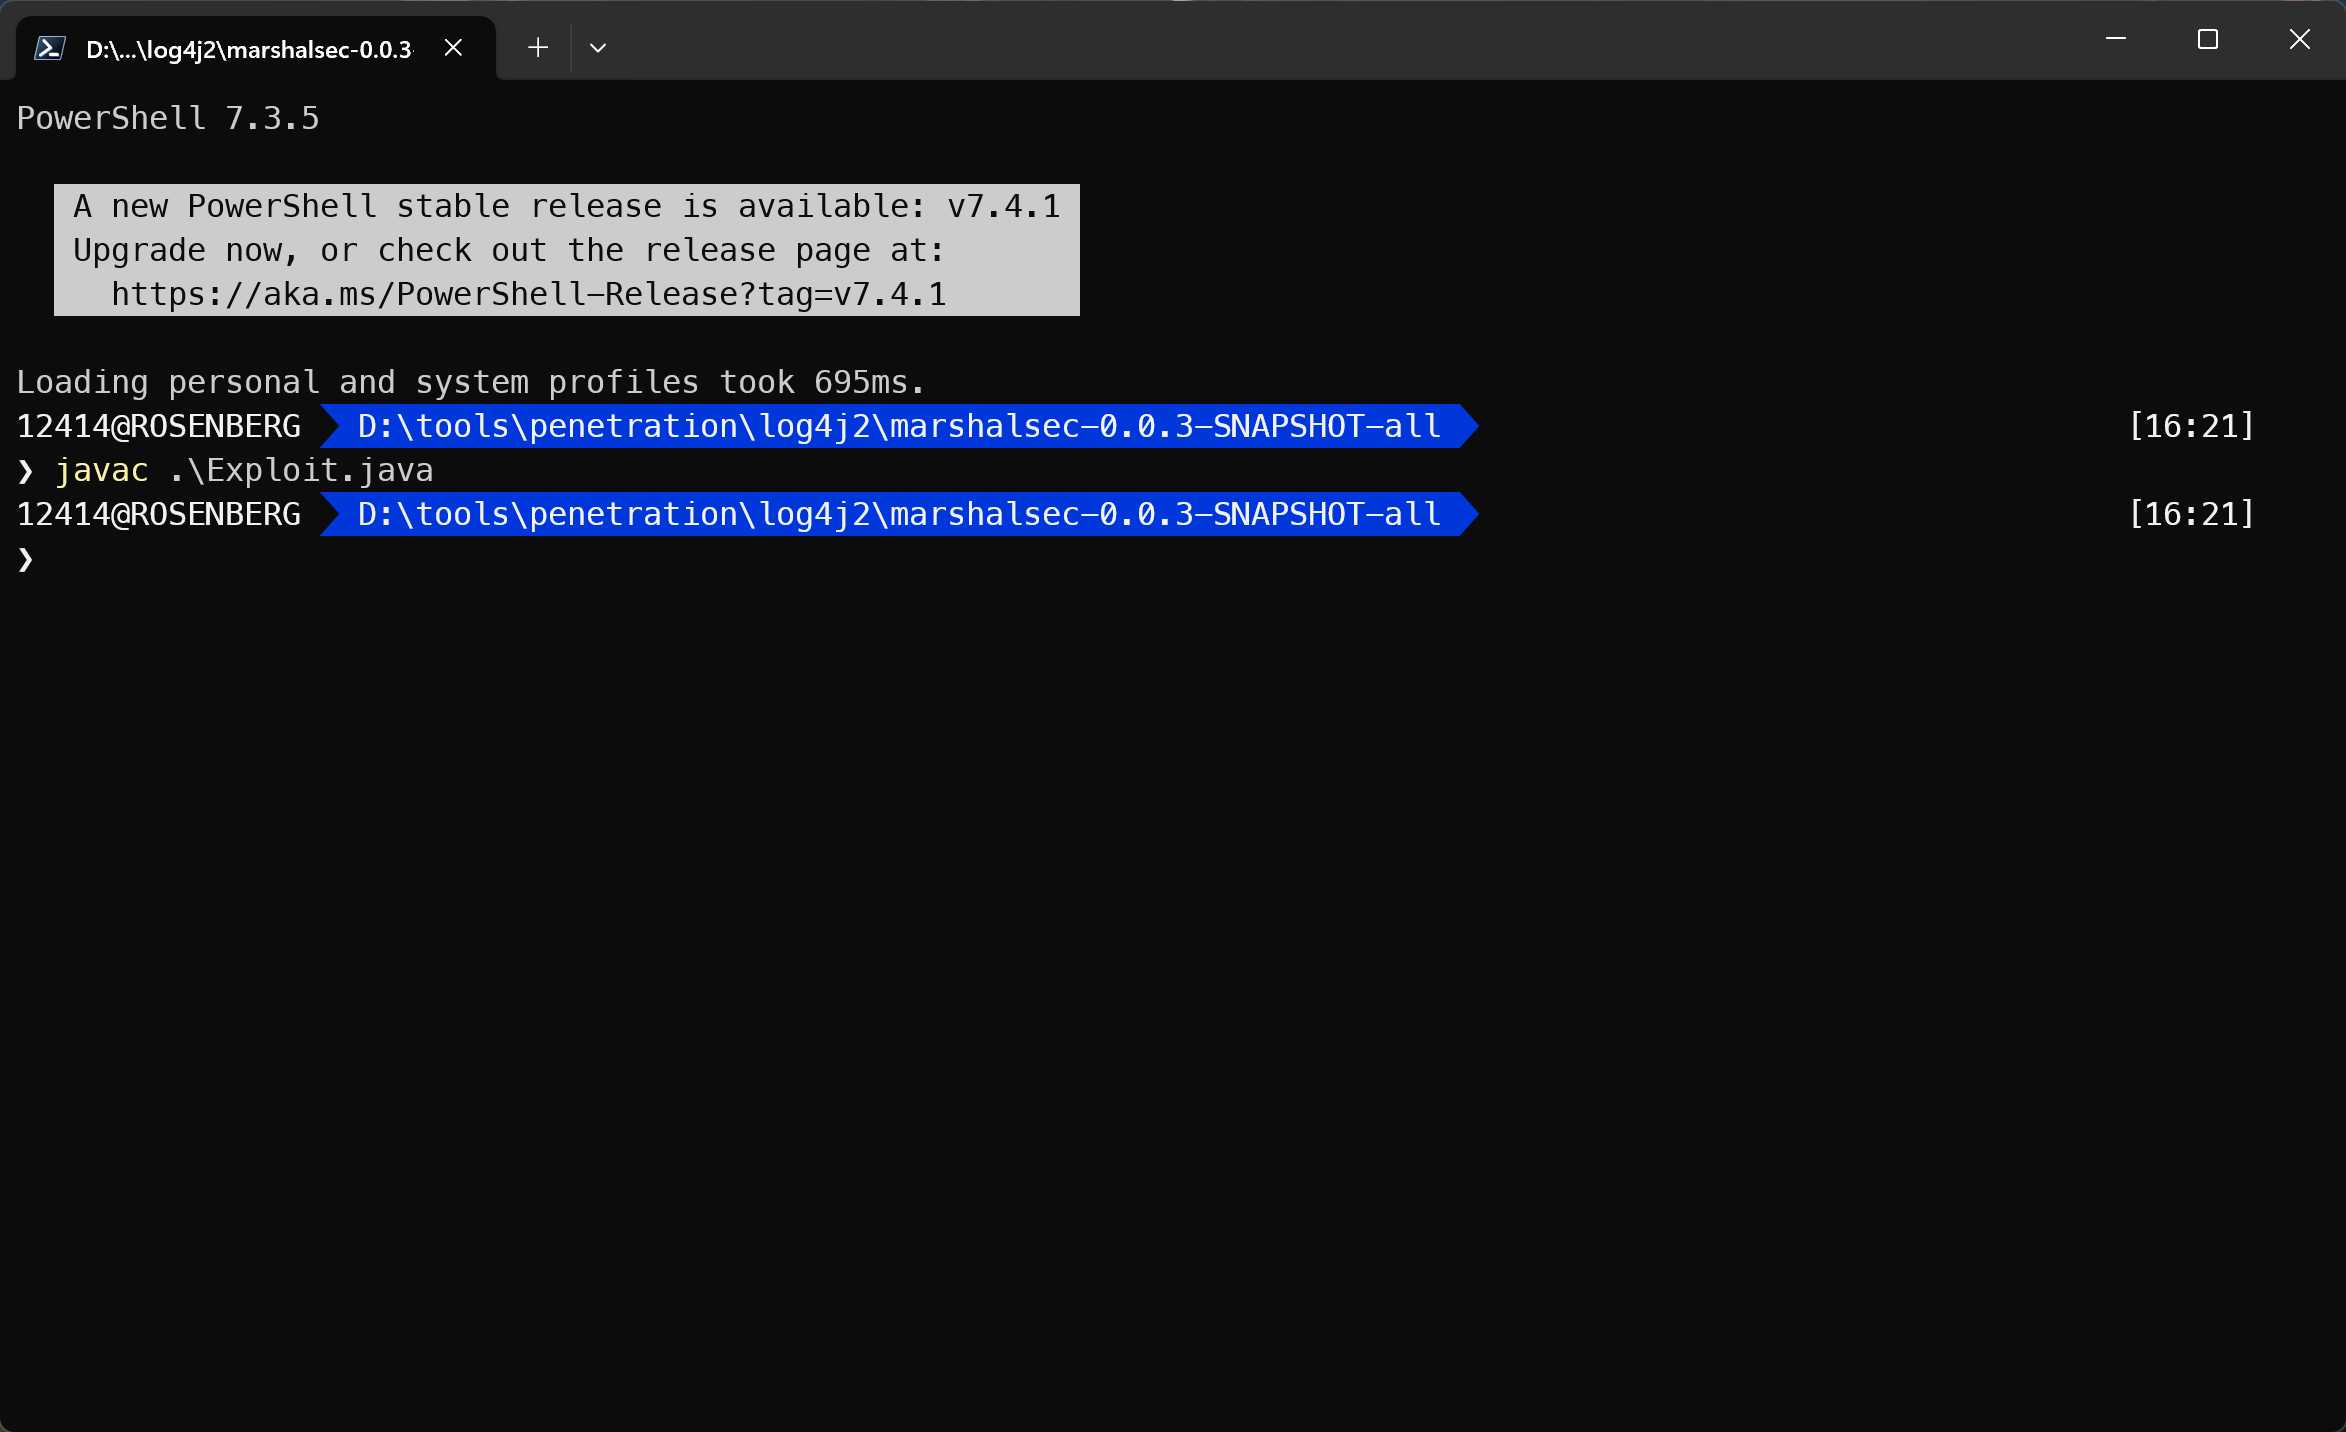 D:\...\log4j2\marshalsec-0.0.3-
PowerShell 7.3.5
A new PowerShell stable release is available: v7.4.1
Upgrade now, or check out the release page at:
https://aka.ms/PowerShell-Release?tag=v7.4.1
Loading personal and system profiles took 695ms.
12414@ROSENBERG D:\tools\penetration\log4j2\marshalsec-0.0.3-SNAPSHOT-all [16:21]
❯ javac .\Exploit.java
12414@ROSENBERG D:\tools\penetration\log4j2\marshalsec-0.0.3-SNAPSHOT-all [16:21]
❯